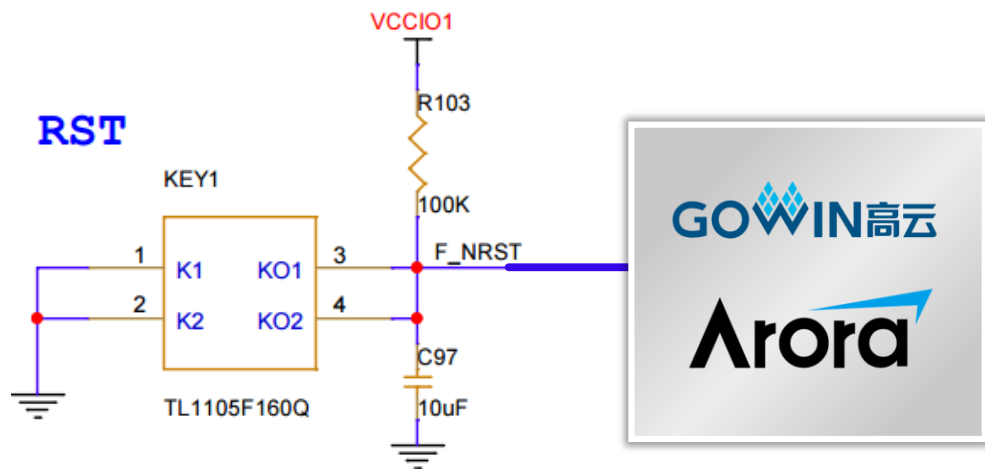 VCCIO1
R103
100K
RST
KEY1
1
K1
KO1
3
F_NRST
2
K2
KO2
4
C97
10uF
TL1105F160Q
GOWIN高云
Arora